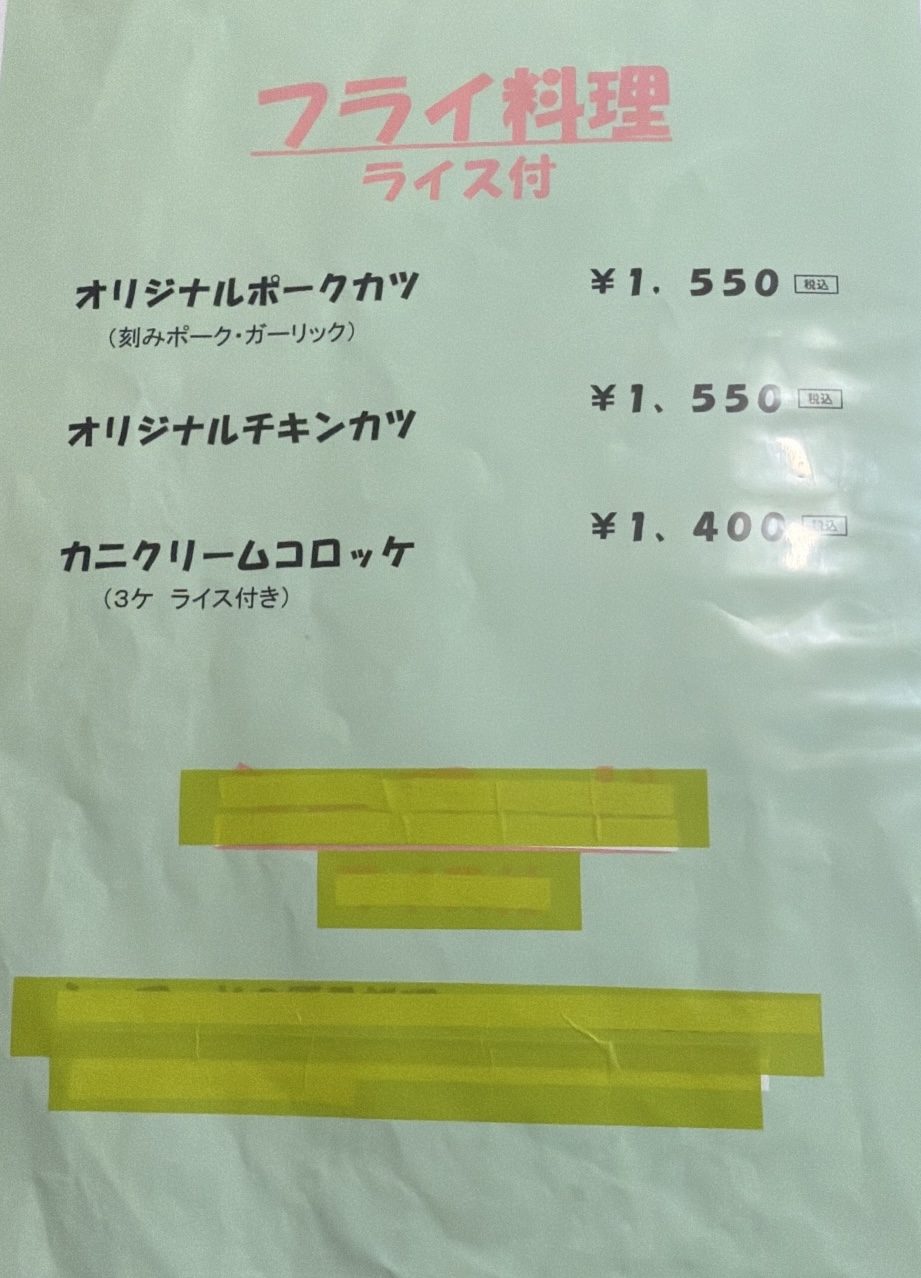 フライ料理
ライス付
オリジナルポークカツ ￥1．550 税込
（刻みポーク・ガーリック）
オリジナルチキンカツ ￥1、550 税込
カニクリームコロッケ ￥1、400 税込
（3ケ ライス付き）